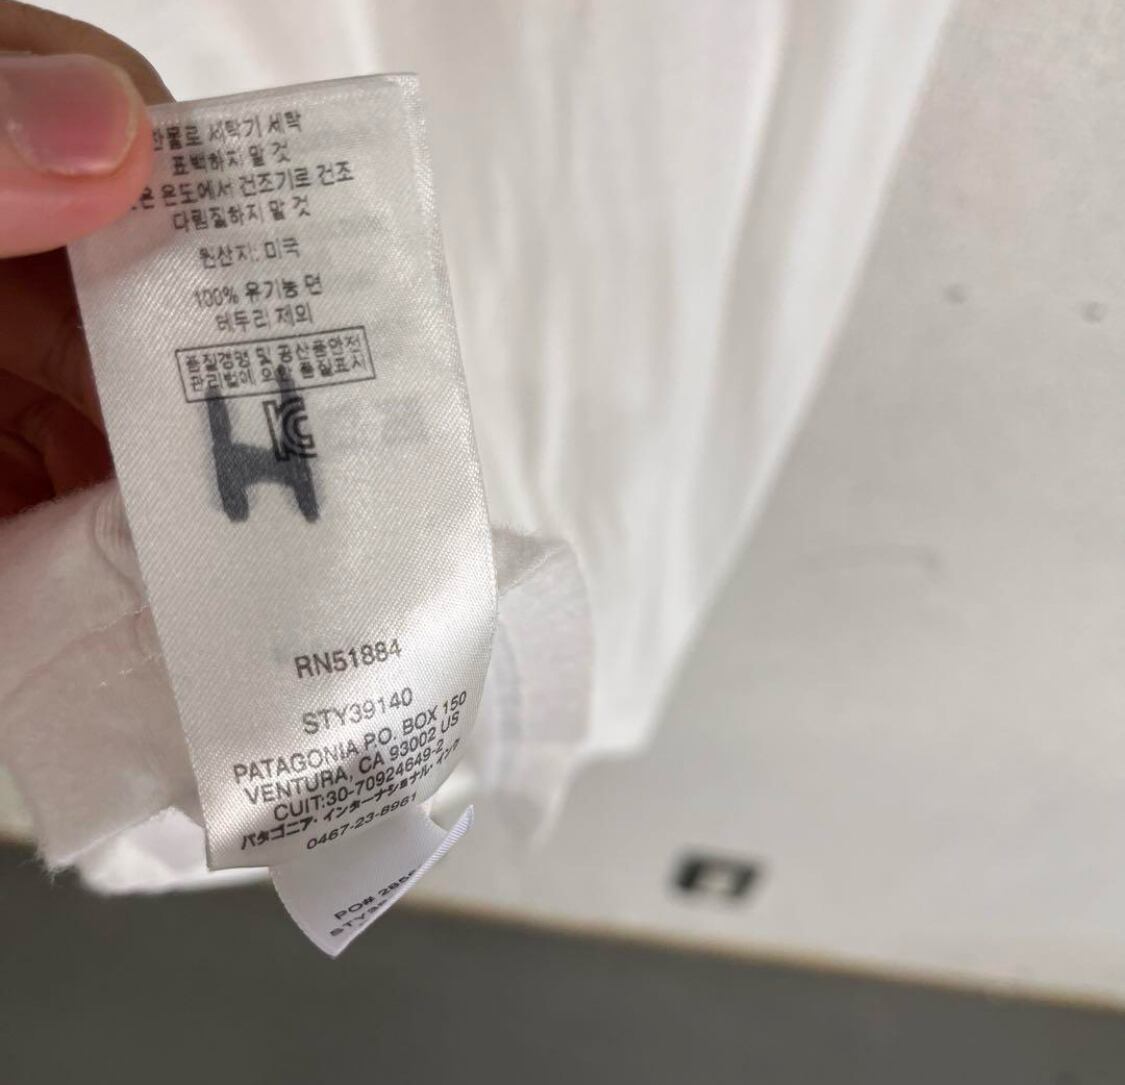 세탁기 세탁
표백하지 말 것
온도에서 건조기로 건조
다림질하지 말 것
원산지: 미국
100% 유기농 면
테두리 제외
품질경영 및 공산품안전
관리법에 의한 품질표시
H
RN51884
STY39140
PATAGONIA P.O. BOX 150
VENTURA, CA 93002 US
CUIT:30-70924649-2
パタゴニア・インターナショナル・インク
0467-23-8961
PO#